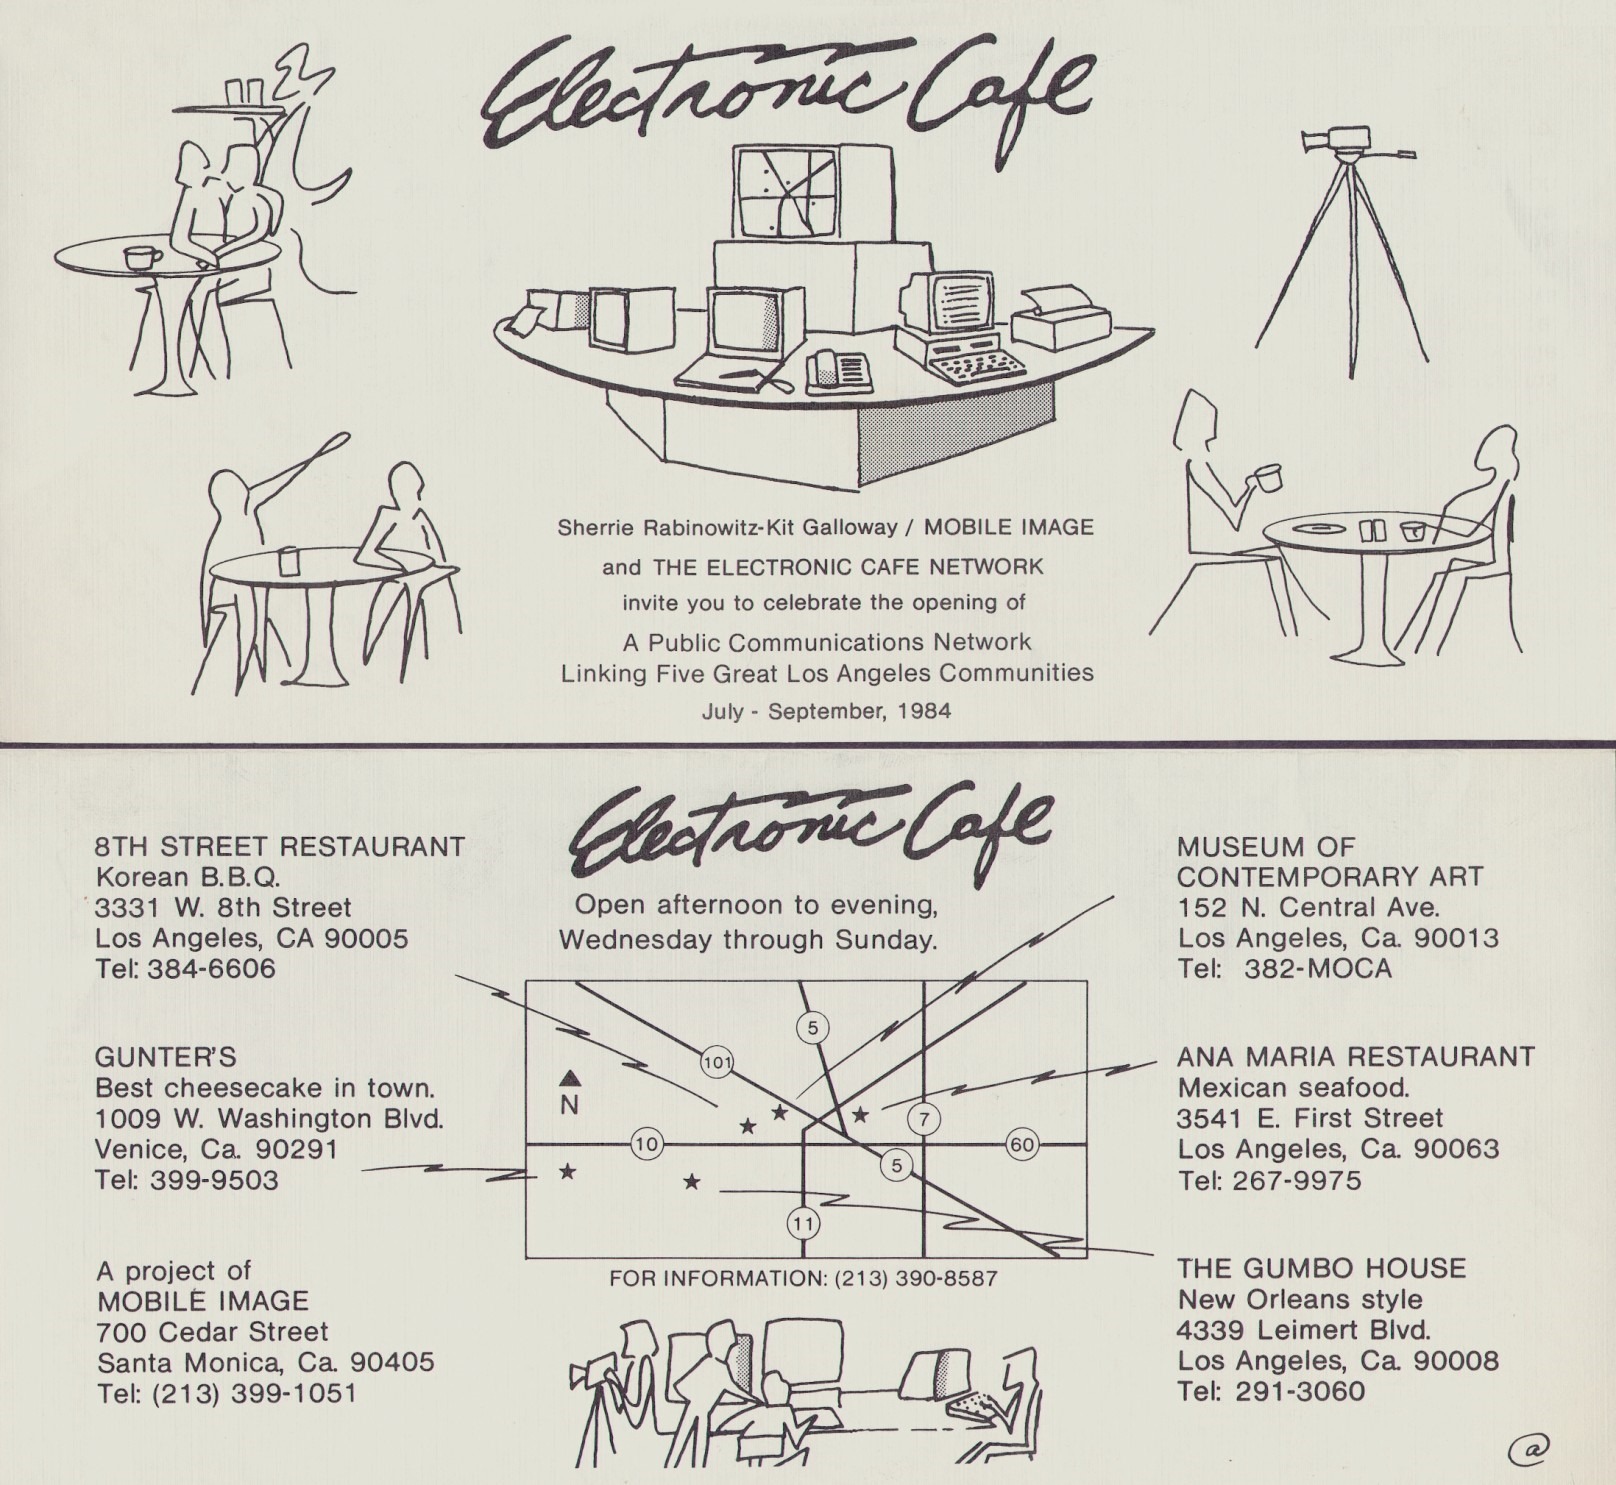 Electronic Cafe
Sherrie Rabinowitz-Kit Galloway / MOBILE IMAGE
and THE ELECTRONIC CAFE NETWORK
invite you to celebrate the opening of
A Public Communications Network
Linking Five Great Los Angeles Communities
July - September, 1984
Electronic Cafe
Open afternoon to evening,
Wednesday through Sunday.
8TH STREET RESTAURANT
Korean B.B.Q.
3331 W. 8th Street
Los Angeles, CA 90005
Tel: 384-6606
GUNTER'S
Best cheesecake in town.
1009 W. Washington Blvd.
Venice, Ca. 90291
Tel: 399-9503
A project of
MOBILE IMAGE
700 Cedar Street
Santa Monica, Ca. 90405
Tel: (213) 399-1051
5
101
N
7
10
60
5
11
FOR INFORMATION: (213) 390-8587
MUSEUM OF
CONTEMPORARY ART
152 N. Central Ave.
Los Angeles, Ca. 90013
Tel: 382-MOCA
ANA MARIA RESTAURANT
Mexican seafood.
3541 E. First Street
Los Angeles, Ca. 90063
Tel: 267-9975
THE GUMBO HOUSE
New Orleans style
4339 Leimert Blvd.
Los Angeles, Ca. 90008
Tel: 291-3060
@